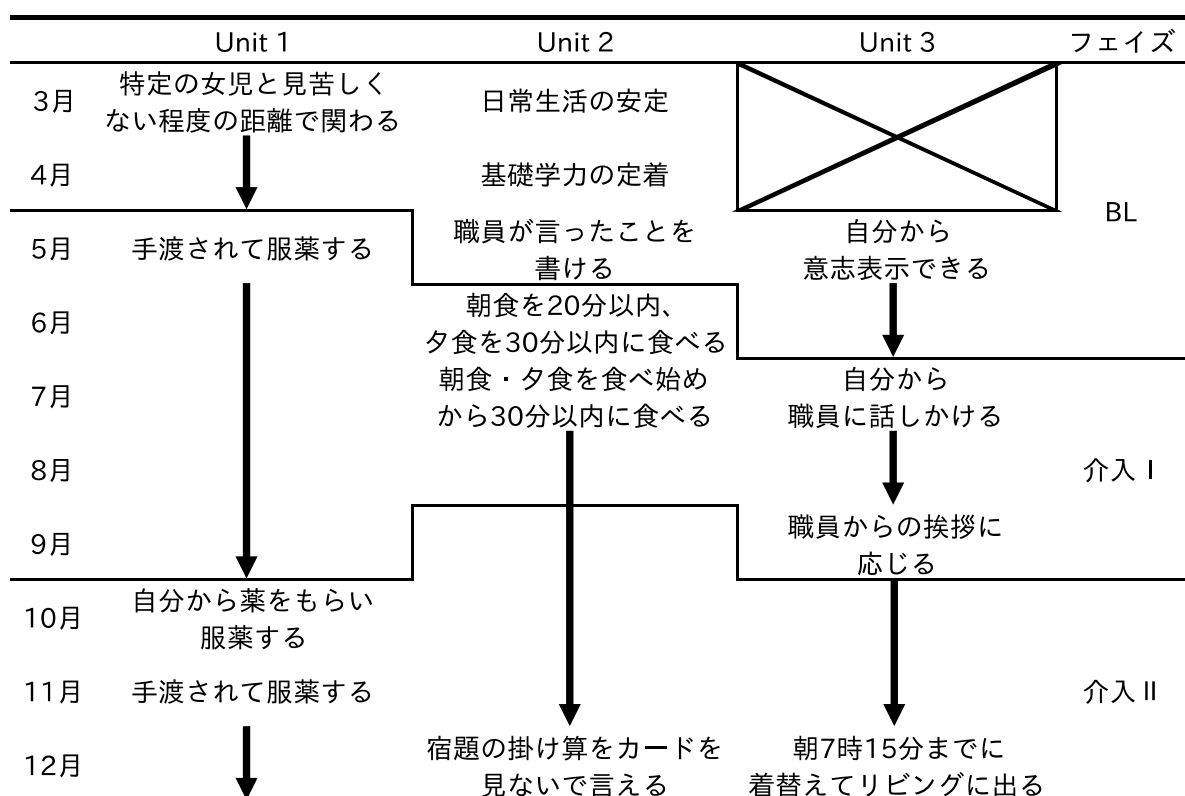 Unit 1 Unit 2 Unit 3 フェイズ
3月
特定の女児と見苦しく
ない程度の距離で関わる
日常生活の安定
4月
基礎学力の定着
BL
5月
手渡されて服薬する
職員が言ったことを
書ける
自分から
意志表示できる
6月
朝食を20分以内、
夕食を30分以内に食べる
7月
朝食・夕食を食べ始め
から30分以内に食べる
自分から
職員に話しかける
8月
介入 I
9月
職員からの挨拶に
応じる
10月
自分から薬をもらい
服薬する
11月
手渡されて服薬する
介入 II
12月
宿題の掛け算をカードを
見ないで言える
朝7時15分までに
着替えてリビングに出る